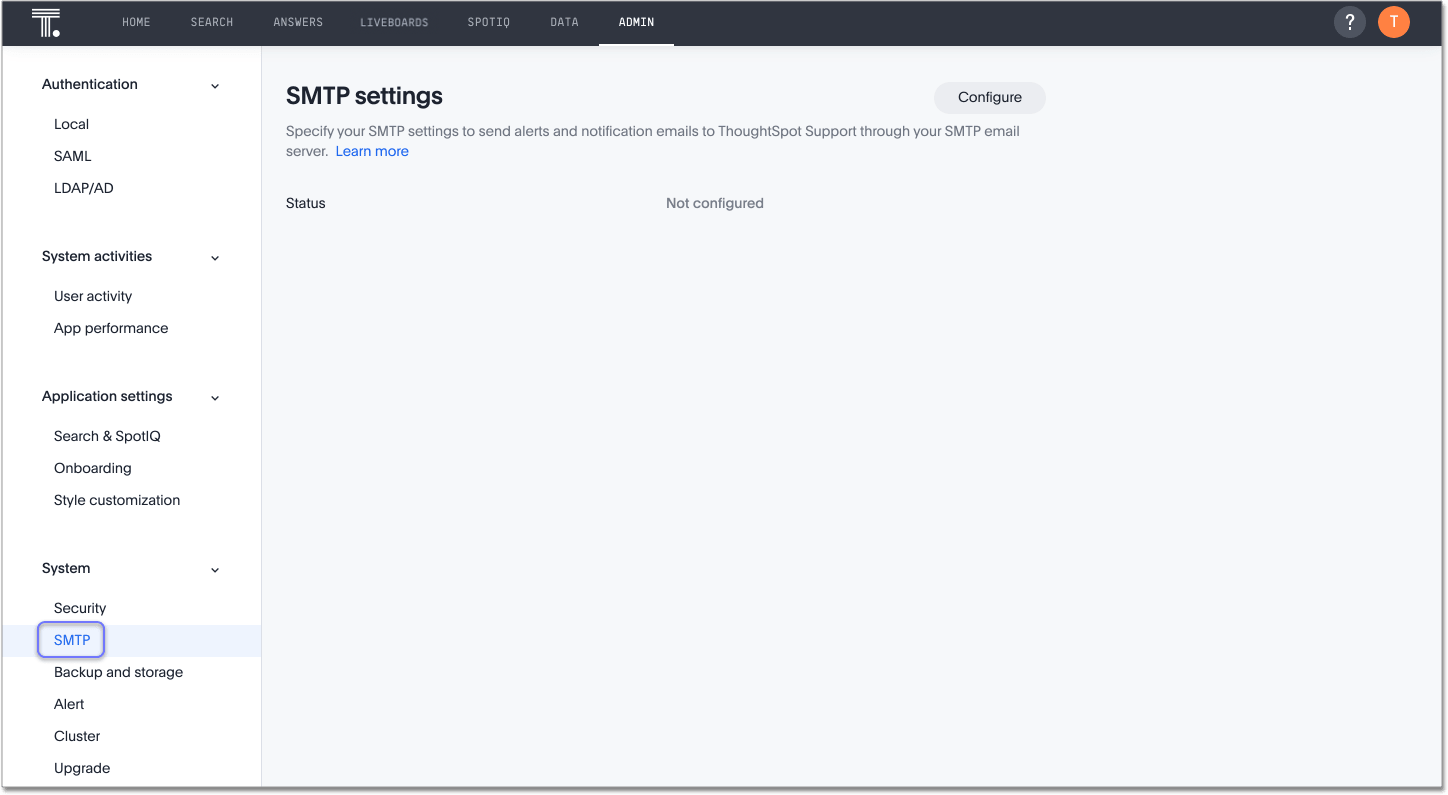 T.
HOME SEARCH ANSWERS LIVEBOARDS SPOTIQ DATA ADMIN ? T
Authentication
Local
SAML
LDAP/AD
System activities
User activity
App performance
Application settings
Search & SpotIQ
Onboarding
Style customization
System
Security
SMTP
Backup and storage
Alert
Cluster
Upgrade
SMTP settings
Configure
Specify your SMTP settings to send alerts and notification emails to ThoughtSpot Support through your SMTP email
server. Learn more
Status Not configured